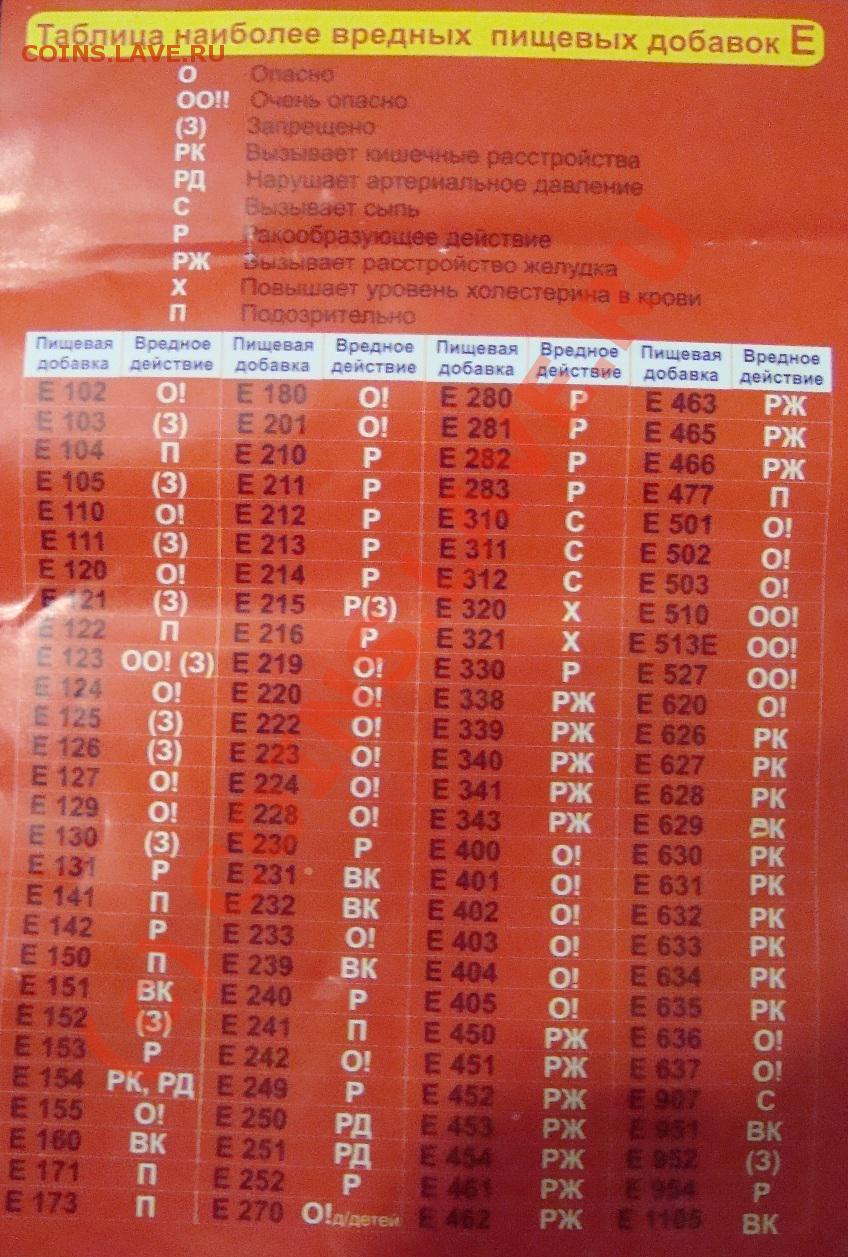 Таблица наиболее вредных пищевых добавок Е
COINS.LAVE.RU
О Опасно
ОО!! Очень опасно
(З) Запрещено
РК Вызывает кишечные расстройства
РД Нарушает артериальное давление
С Вызывает сыпь
Р Ракообразующее действие
РЖ Вызывает расстройство желудка
Х Повышает уровень холестерина в крови
П Подозрительно
Пищевая Вредное Пищевая Вредное Пищевая Вредное Пищевая Вредное
добавка действие добавка действие добавка действие добавка действие
Е 102 О! Е 180 О! Е 280 Р Е 463 РЖ
Е 103 (З) Е 201 О! Е 281 Р Е 465 РЖ
Е 104 П Е 210 Р Е 282 Р Е 466 РЖ
Е 105 (З) Е 211 Р Е 283 Р Е 477 П
Е 110 О! Е 212 Р Е 310 С Е 501 О!
Е 111 (З) Е 213 Р Е 311 С Е 502 О!
Е 120 О! Е 214 Р Е 312 С Е 503 О!
Е 121 (З) Е 215 Р(З) Е 320 Х Е 510 ОО!
Е 122 П Е 216 Р Е 321 Х Е 513Е ОО!
Е 123 ОО! (З) Е 219 О! Е 330 Р Е 527 ОО!
Е 124 О! Е 220 О! Е 338 РЖ Е 620 О!
Е 125 (З) Е 222 О! Е 339 РЖ Е 626 РК
Е 126 (З) Е 223 О! Е 340 РЖ Е 627 РК
Е 127 О! Е 224 О! Е 341 РЖ Е 628 РК
Е 129 О! Е 228 О! Е 343 РЖ Е 629 ВК
Е 130 (З) Е 230 Р Е 400 О! Е 630 РК
Е 131 Р Е 231 ВК Е 401 О! Е 631 РК
Е 141 П Е 232 ВК Е 402 О! Е 632 РК
Е 142 Р Е 233 О! Е 403 О! Е 633 РК
Е 150 П Е 239 ВК Е 404 О! Е 634 РК
Е 151 ВК Е 240 Р Е 405 О! Е 635 РК
Е 152 (З) Е 241 П Е 450 РЖ Е 636 О!
Е 153 Р Е 242 О! Е 451 РЖ Е 637 О!
Е 154 РК, РД Е 249 Р Е 452 РЖ Е 907 С
Е 155 О! Е 250 РД Е 453 РЖ Е 951 ВК
Е 160 ВК Е 251 РД Е 454 РЖ Е 952 (З)
Е 171 П Е 252 Р Е 461 РЖ Е 954 Р
Е 173 П Е 270 О!д/детей Е 462 РЖ Е 1105 ВК